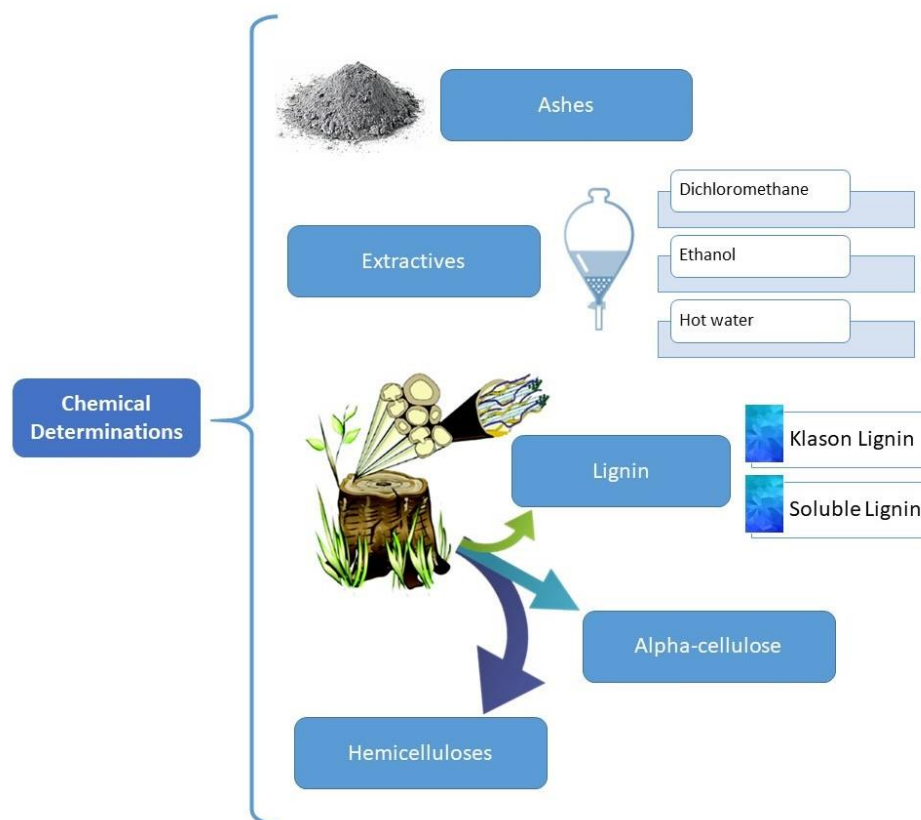 Ashes
Dichloromethane
Extractives
Ethanol
Hot water
Chemical
Determinations
Klason Lignin
Lignin
Soluble Lignin
Alpha-cellulose
Hemicelluloses